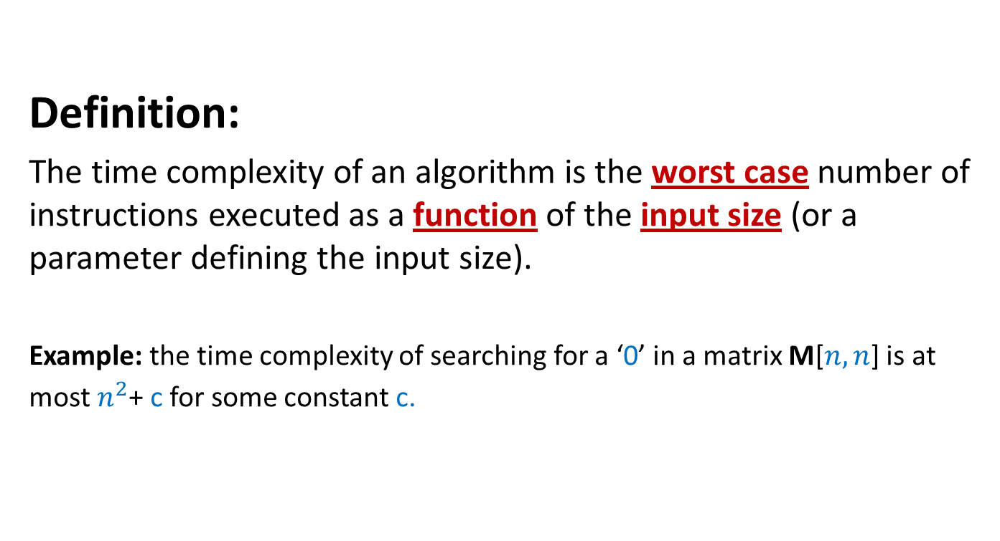 Definition:
The time complexity of an algorithm is the worst case number of
instructions executed as a function of the input size (or a
parameter defining the input size).
Example: the time complexity of searching for a ‘0’ in a matrix M[n, n] is at
most n²+ c for some constant c.